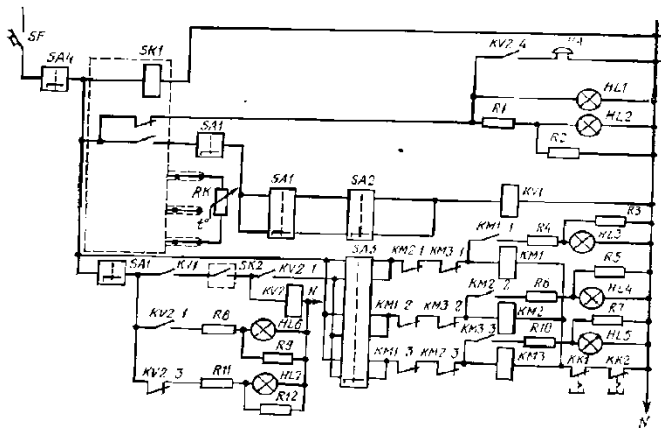 SF
SA4
SK1
KV2.4
HA
HL1
R1
HL2
R2
SA1
RK
t°
SA1
SA2
KV1
R3
KM1.1
R4
HL3
SA3
KM2.1
KM3.1
KM1
R5
SA1
KV1
SK2
KV2.1
KM2.2
R6
HL4
KV2
N
KM1.2
KM3.2
KM2
R7
KV2.1
R8
HL6
KM3.3
R10
HL5
R9
KM1.3
KM2.3
KM3
KK1
KK2
KV2.3
R11
HL7
R12
N